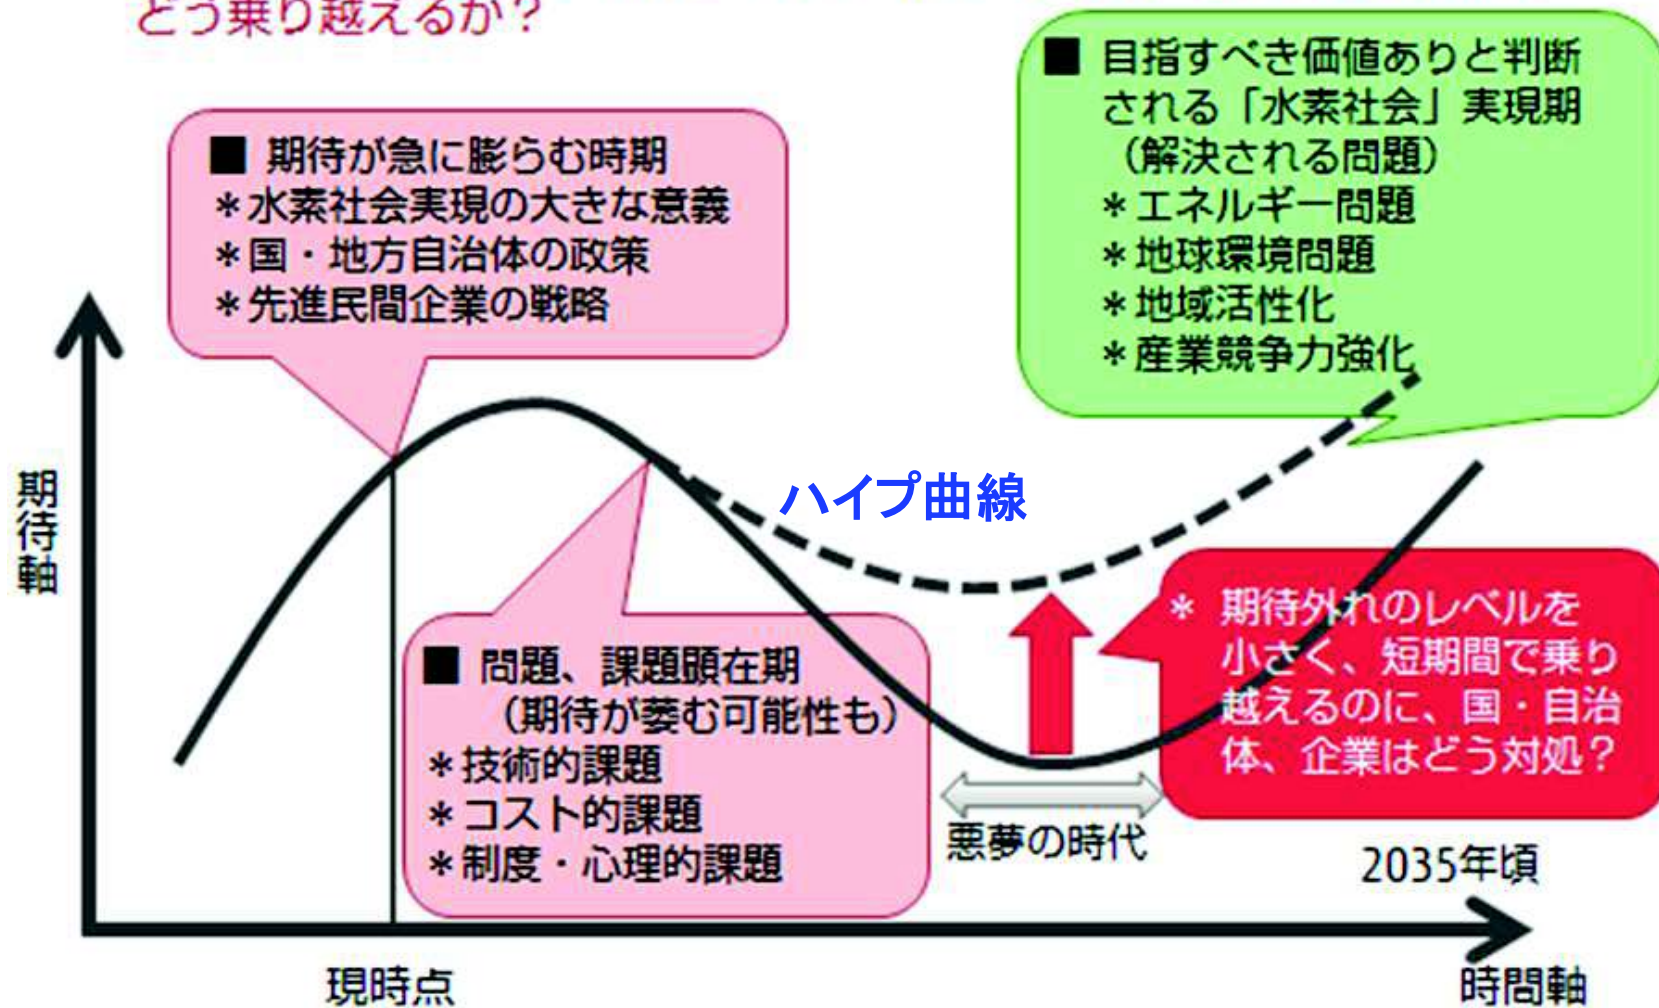 どう乗り越えるか？
■ 期待が急に膨らむ時期
＊水素社会実現の大きな意義
＊国・地方自治体の政策
＊先進民間企業の戦略
■ 目指すべき価値ありと判断
される「水素社会」実現期
（解決される問題）
＊エネルギー問題
＊地球環境問題
＊地域活性化
＊産業競争力強化
期待軸
ハイプ曲線
■ 問題、課題顕在期
（期待が萎む可能性も）
＊技術的課題
＊コスト的課題
＊制度・心理的課題
＊ 期待外れのレベルを
小さく、短期間で乗り
越えるのに、国・自治
体、企業はどう対処？
悪夢の時代
2035年頃
現時点
時間軸